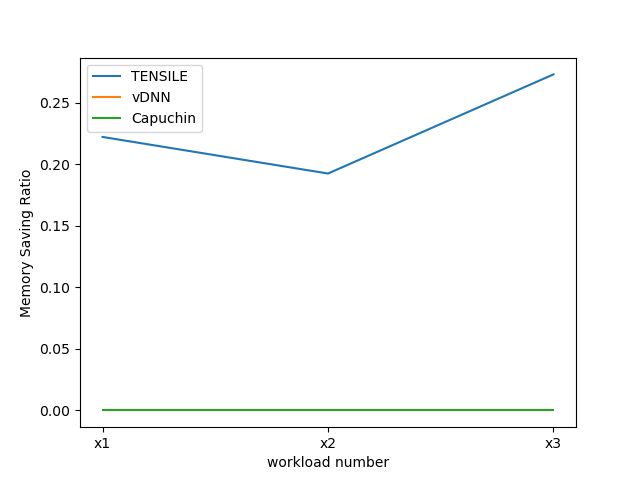 TENSILE
vDNN
Capuchin
Memory Saving Ratio
0.25
0.20
0.15
0.10
0.05
0.00
x1 x2 x3
workload number